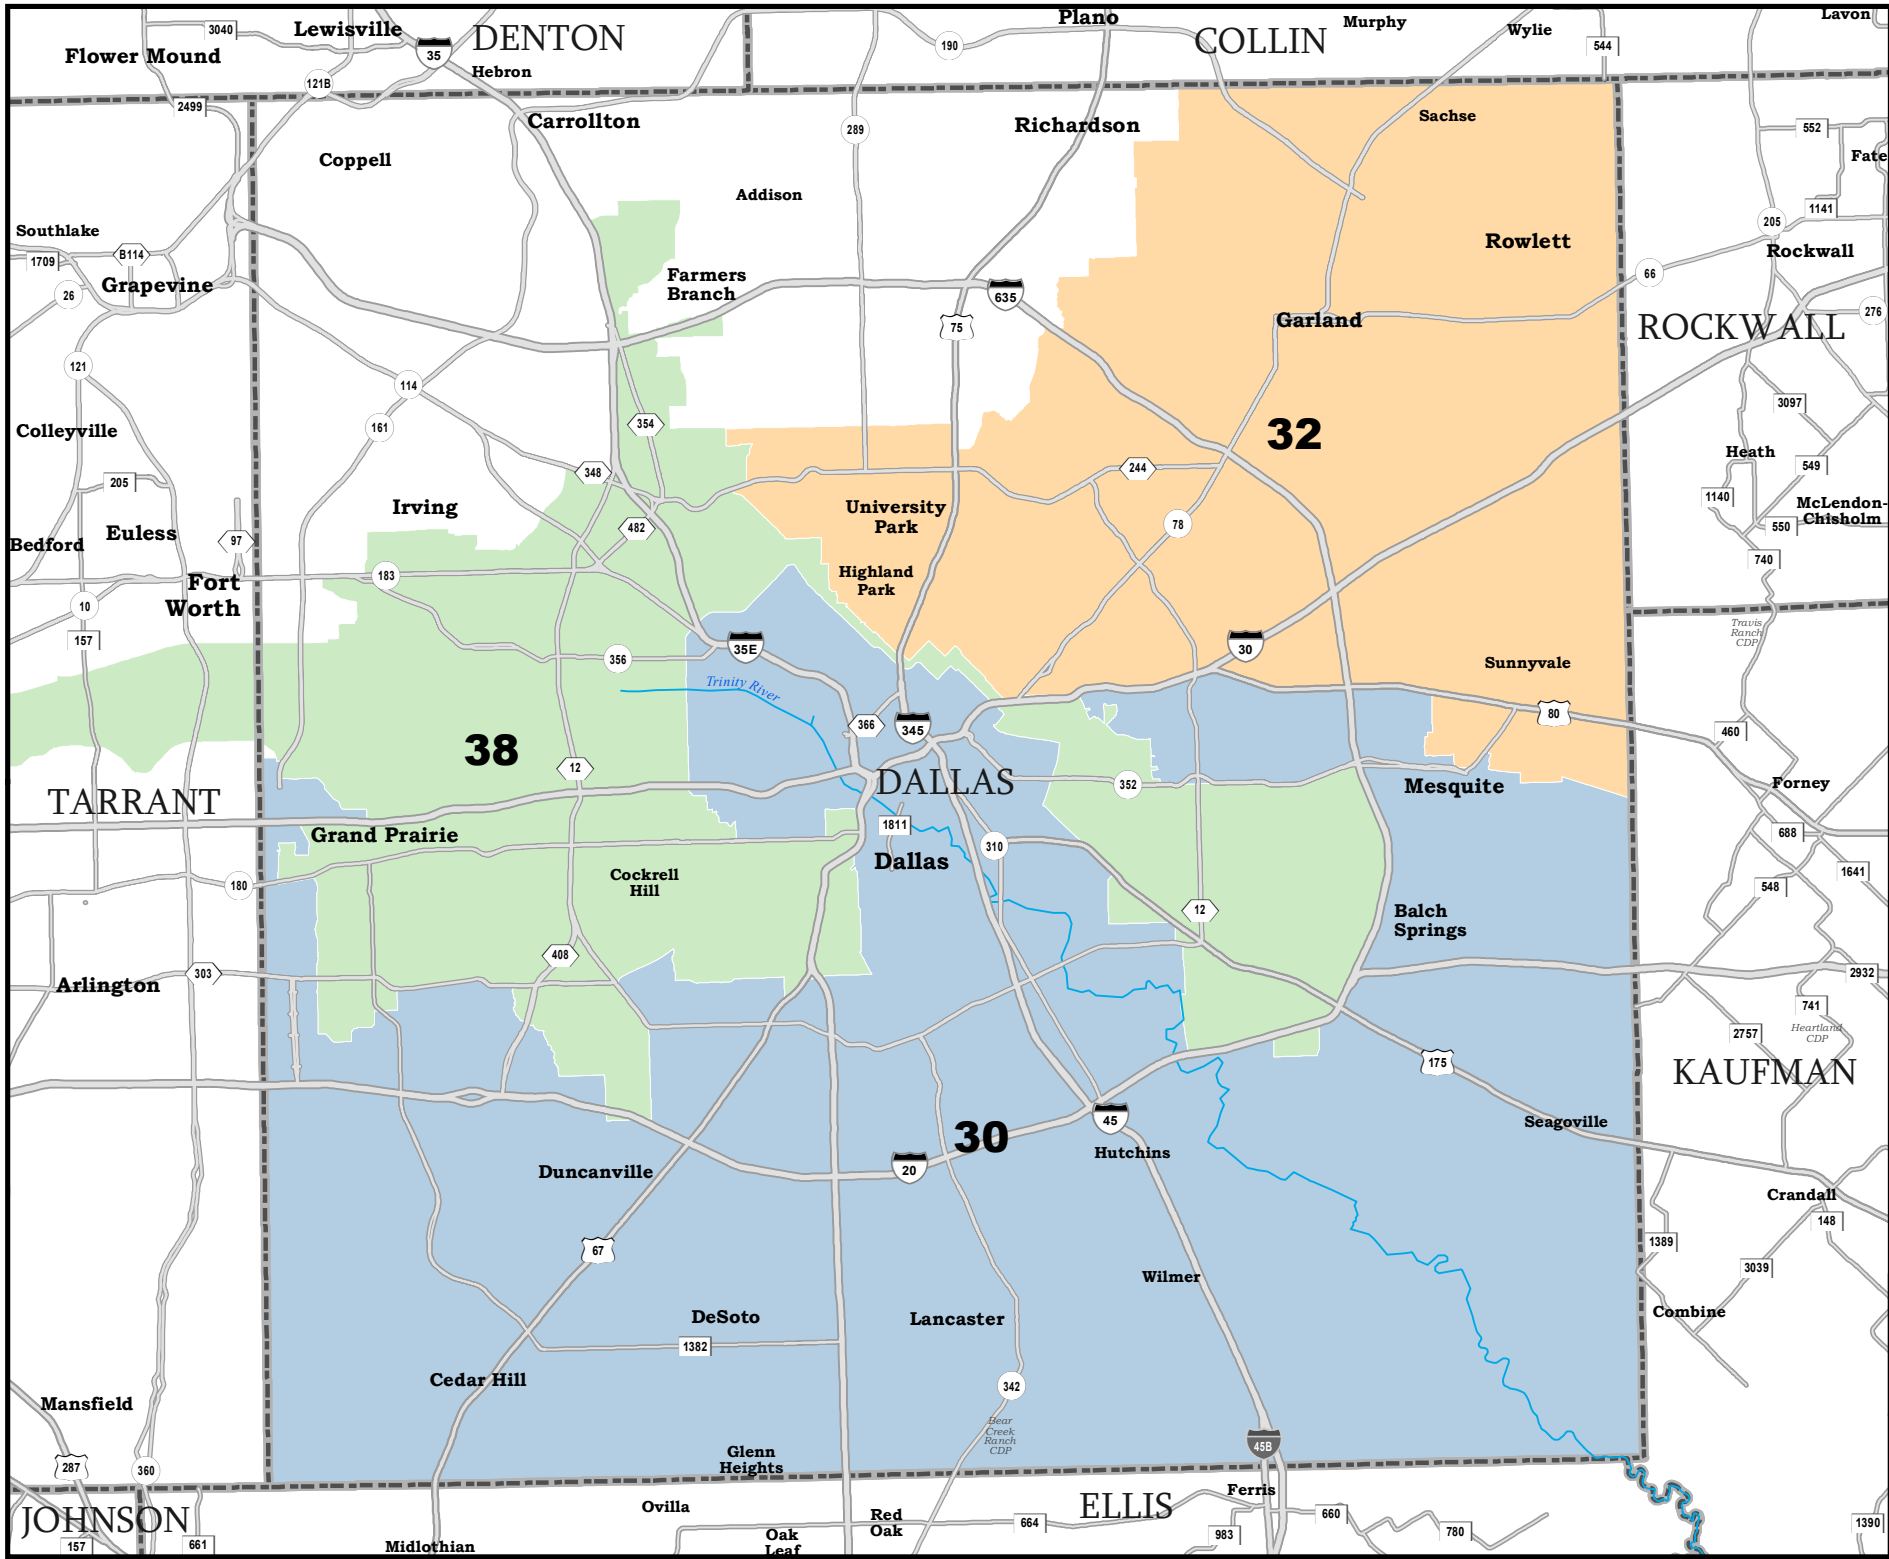 Plano
Lavon
Lewisville
3040
DENTON
COLLIN
Murphy
Wylie
544
190
Flower Mound
35
Hebron
121B
2499
Carrollton
289
Richardson
Sachse
552
Fate
Coppell
Addison
1141
205
Southlake
B114
1709
Rowlett
Rockwall
66
Grapevine
26
Farmers
Branch
635
276
75
Garland
ROCKWALL
121
114
161
354
3097
Colleyville
32
Heath
549
348
244
205
1140
Irving
University
Park
McLendon-
Chisholm
550
78
482
Euless
97
Bedford
740
183
Highland
Park
Fort
Worth
10
157
Travis
Ranch
CDP
35E
30
356
Sunnyvale
Trinity River
80
366
345
460
38
12
DALLAS
352
Mesquite
Forney
TARRANT
1811
688
Grand Prairie
310
Dallas
1641
Cockrell
Hill
180
548
12
Balch
Springs
408
303
Arlington
2932
741
2757
Heartland
CDP
175
KAUFMAN
45
30
Seagoville
Hutchins
20
Duncanville
Crandall
148
67
1389
3039
Wilmer
Combine
DeSoto
Lancaster
1382
Cedar Hill
342
Mansfield
Bear
Creek
Ranch
CDP
45B
Glenn
Heights
287
360
Ferris
Ovilla
ELLIS
JOHNSON
Red
Oak
664
660
1390
983
780
157
661
Midlothian
Oak
Leaf